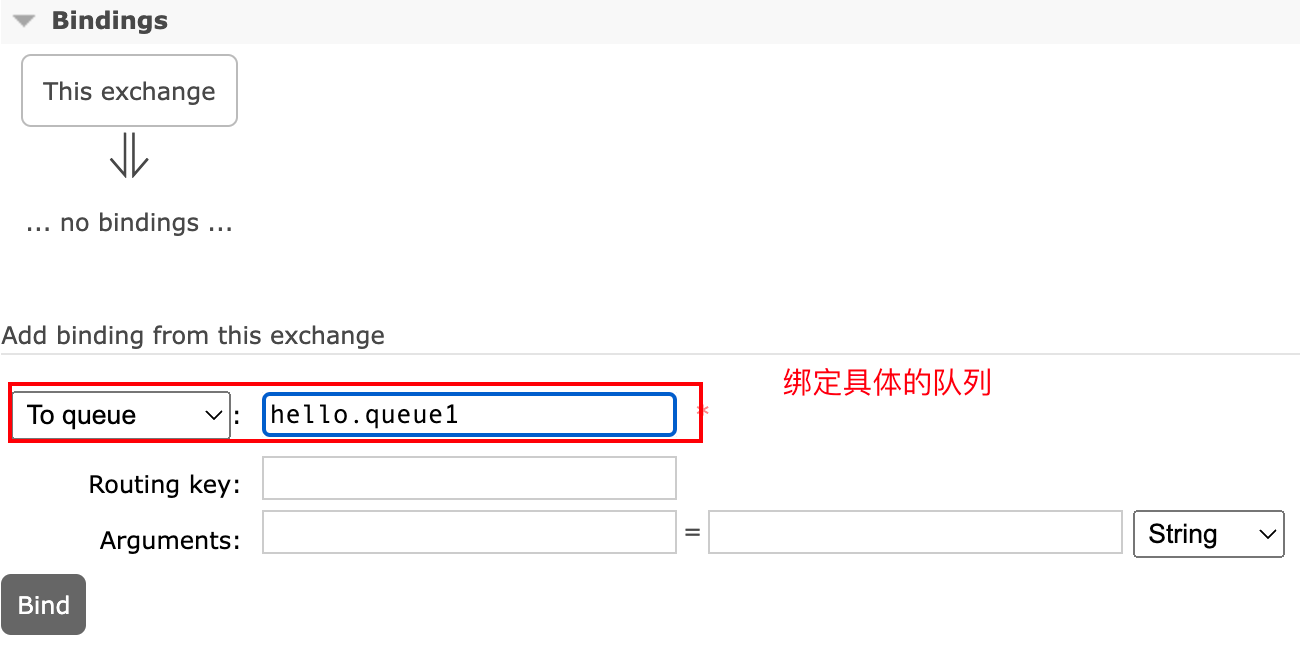 Bindings
This exchange
... no bindings ...
Add binding from this exchange
绑定具体的队列
To queue : hello.queue1 *
Routing key:
Arguments: = String
Bind